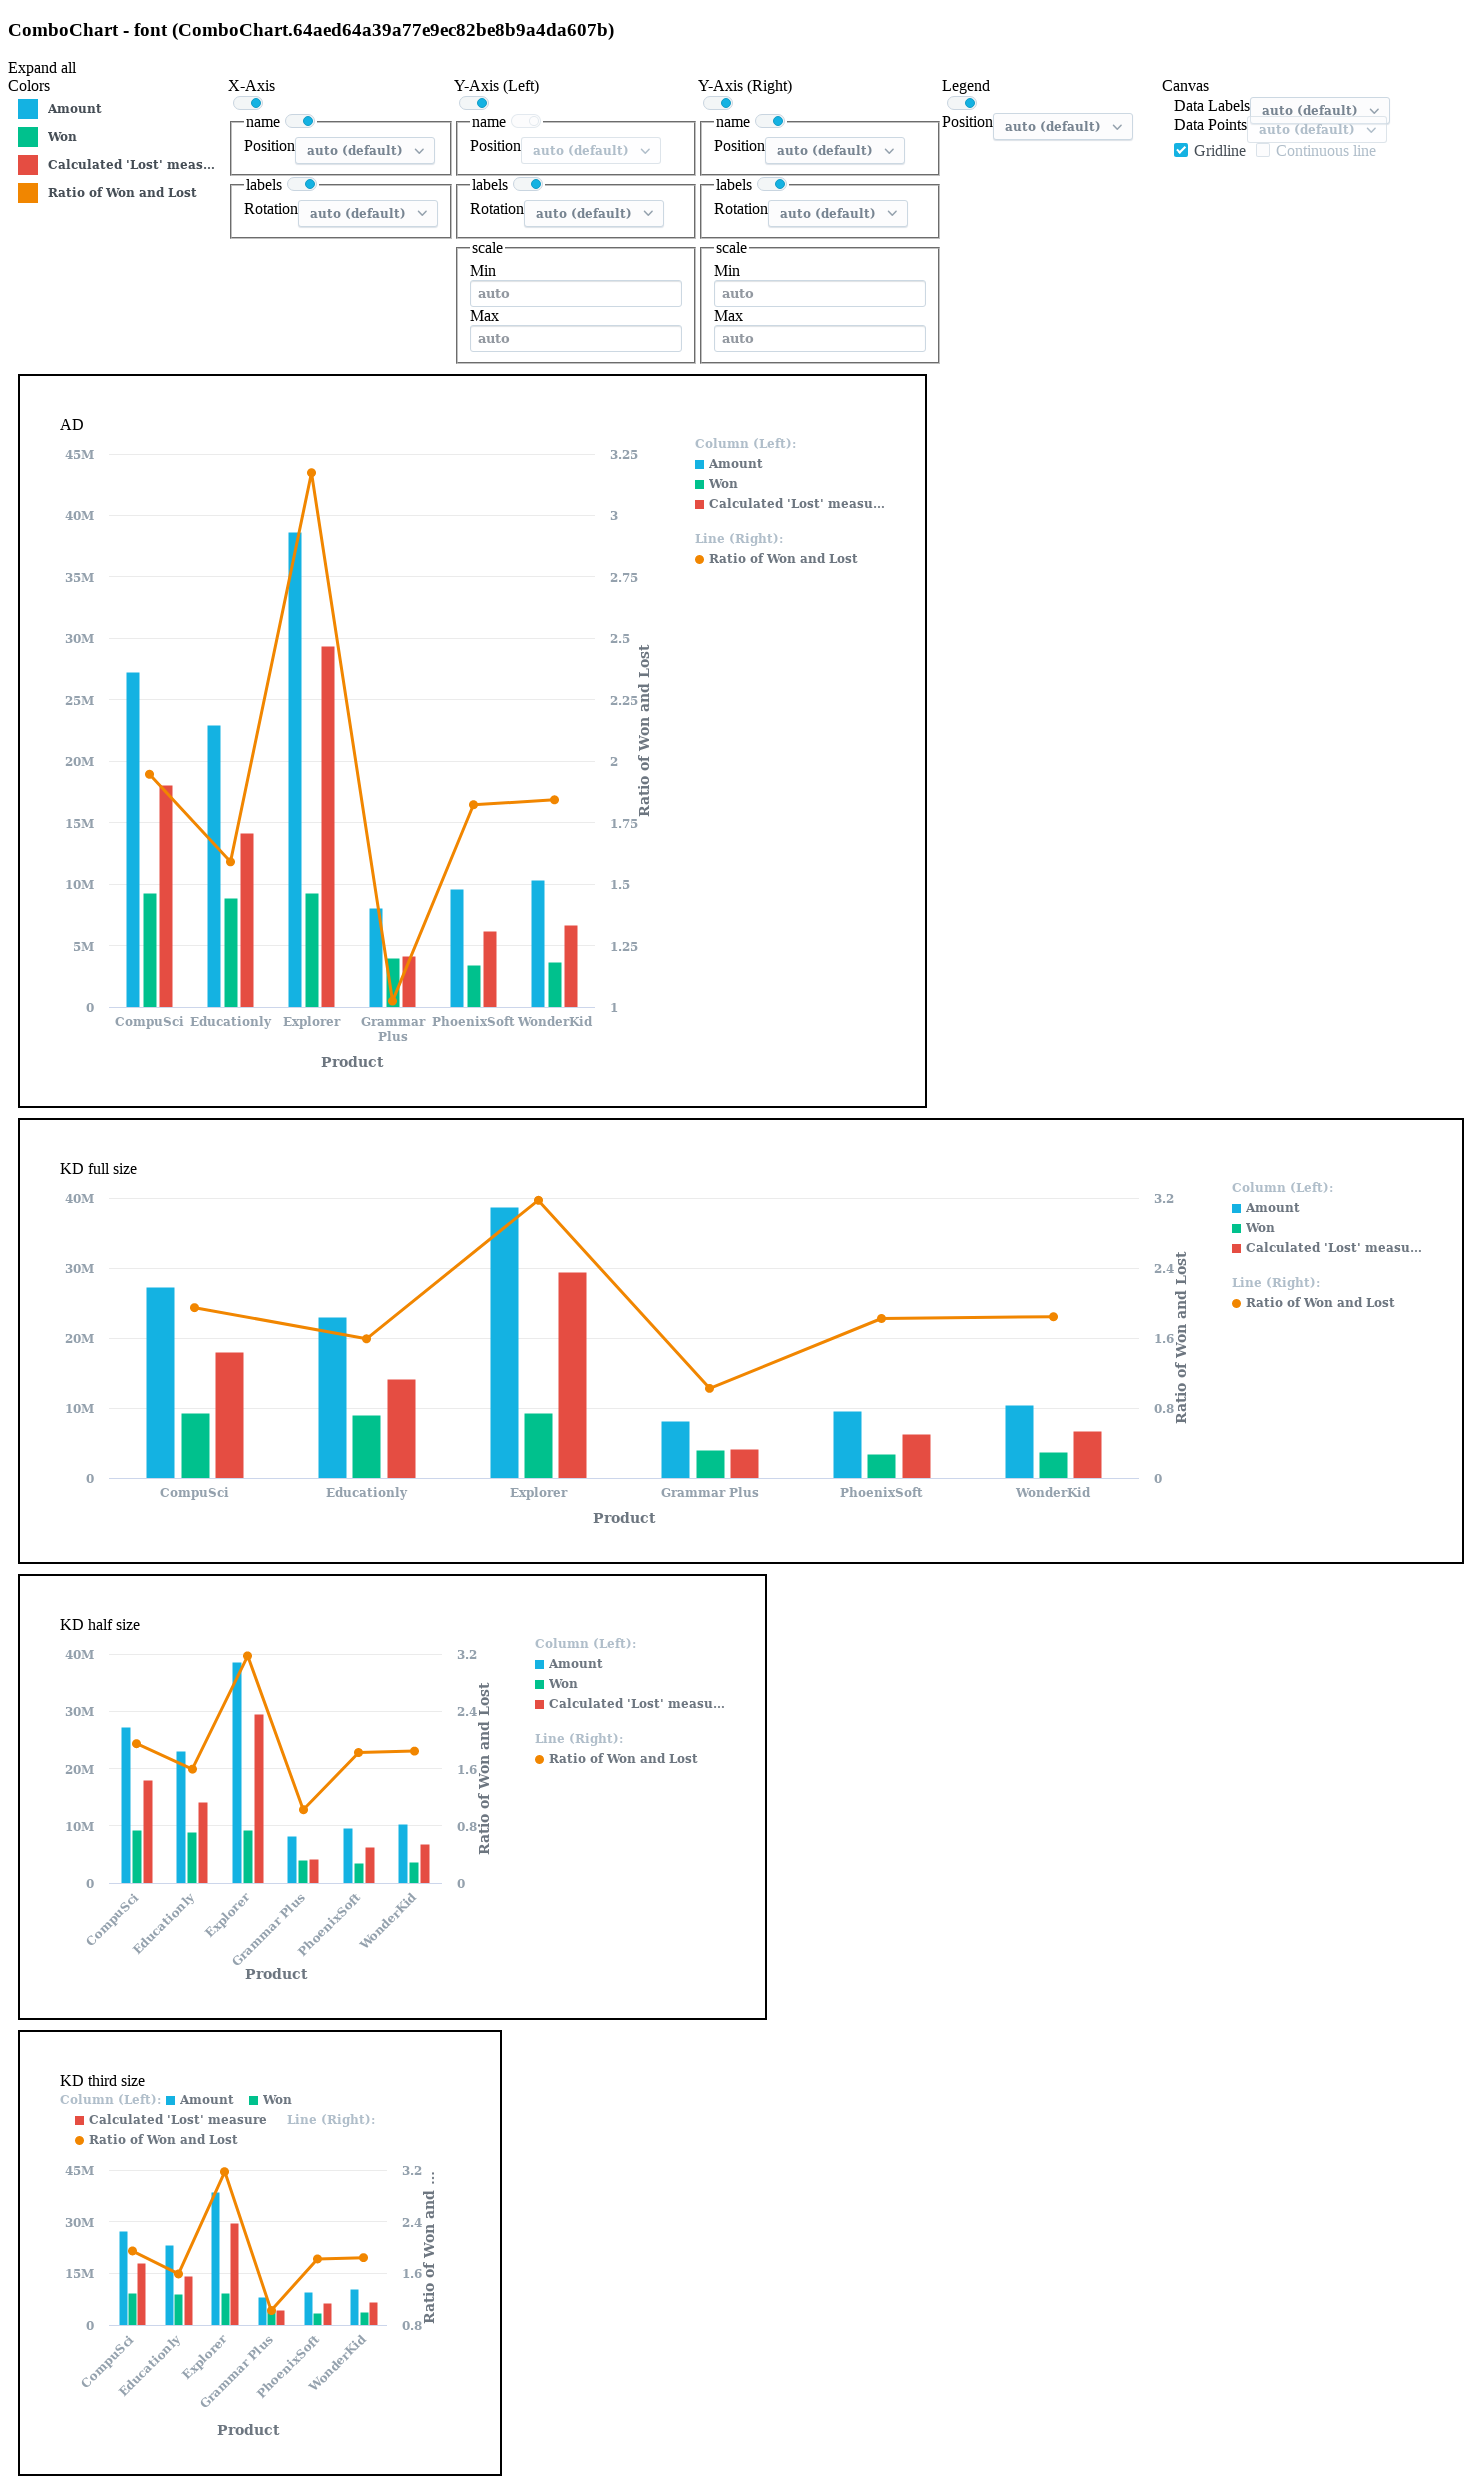 ComboChart - font (ComboChart.64aed64a39a77e9ec82be8b9a4da607b)
Expand all
Colors
Amount
Won
Calculated 'Lost' meas...
Ratio of Won and Lost
X-Axis
name
Position auto (default)
labels
Rotation auto (default)
Y-Axis (Left)
name
Position auto (default)
labels
Rotation auto (default)
scale
Min
auto
Max
auto
Y-Axis (Right)
name
Position auto (default)
labels
Rotation auto (default)
scale
Min
auto
Max
auto
Legend
Position auto (default)
Canvas
Data Labels auto (default)
Data Points auto (default)
Gridline Continuous line
AD
45M
40M
35M
30M
25M
20M
15M
10M
5M
0
3.25
3
2.75
2.5
2.25
2
1.75
1.5
1.25
1
Ratio of Won and Lost
CompuSci Educationly Explorer Grammar Plus PhoenixSoft WonderKid
Product
Column (Left):
Amount
Won
Calculated 'Lost' measu...
Line (Right):
Ratio of Won and Lost
KD full size
40M
30M
20M
10M
0
3.2
2.4
1.6
0.8
0
Ratio of Won and Lost
CompuSci Educationly Explorer Grammar Plus PhoenixSoft WonderKid
Product
Column (Left):
Amount
Won
Calculated 'Lost' measu...
Line (Right):
Ratio of Won and Lost
KD half size
40M
30M
20M
10M
0
3.2
2.4
1.6
0.8
0
Ratio of Won and Lost
CompuSci Educationly Explorer Grammar Plus PhoenixSoft WonderKid
Product
Column (Left):
Amount
Won
Calculated 'Lost' measu...
Line (Right):
Ratio of Won and Lost
KD third size
Column (Left): Amount Won
Calculated 'Lost' measure Line (Right):
Ratio of Won and Lost
45M
30M
15M
0
3.2
2.4
1.6
0.8
Ratio of Won and ...
CompuSci Educationly Explorer Grammar Plus PhoenixSoft WonderKid
Product